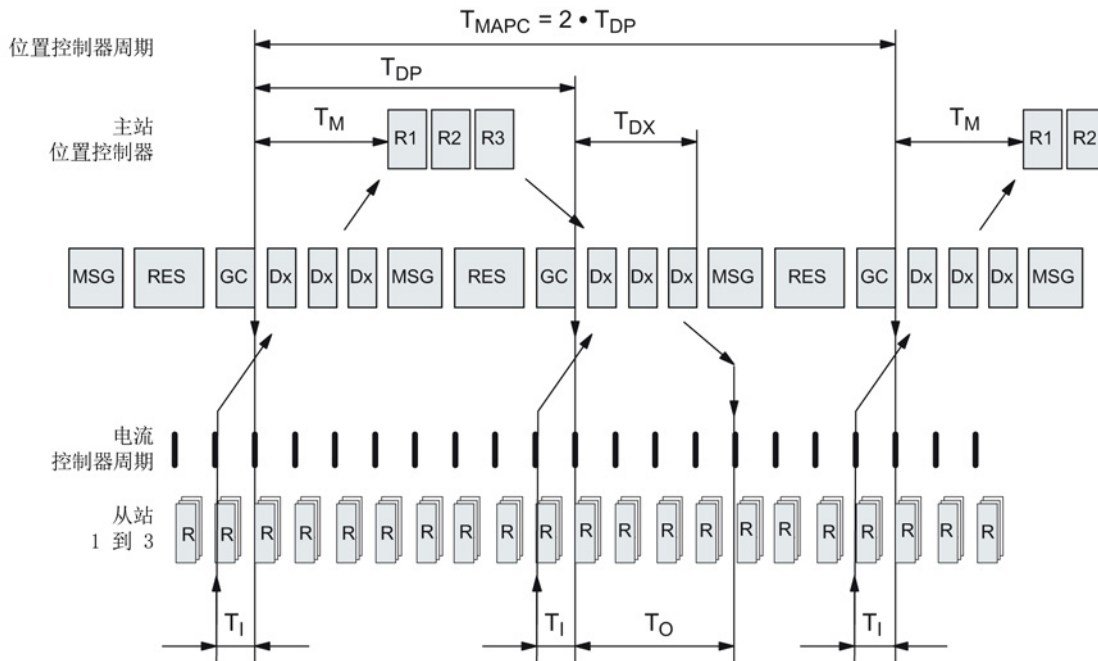 T_MAPC = 2 • T_DP
位置控制器周期
T_DP
主站
位置控制器
T_M
R1 R2 R3
T_DX
T_M
R1 R2
MSG RES GC Dx Dx Dx MSG RES GC Dx Dx Dx MSG RES GC Dx Dx Dx MSG
电流
控制器周期
从站
1 到 3
R R R R R R R R R R R R R R R R R R R R R
T_I T_I T_O T_I